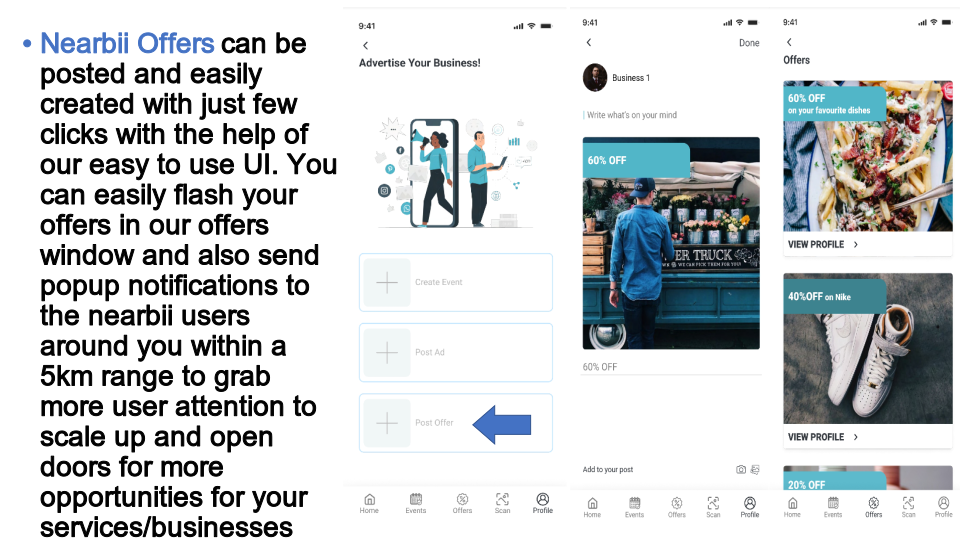 • Nearbii Offers can be
posted and easily
created with just few
clicks with the help of
our easy to use UI. You
can easily flash your
offers in our offers
window and also send
popup notifications to
the nearbii users
around you within a
5km range to grab
more user attention to
scale up and open
doors for more
opportunities for your
services/businesses
9:41
Advertise Your Business!
Create Event
Post Ad
Post Offer
Home Events Offers Scan Profile
9:41
Done
Business 1
Write what's on your mind
60% OFF
ER TRUCK
WE CAN PICK THEM FOR YOU!
60% OFF
Add to your post
Home Events Offers Scan Profile
9:41
Offers
60% OFF
on your favourite dishes
VIEW PROFILE >
40%OFF on Nike
VIEW PROFILE >
20% OFF
Home Events Offers Scan Profile